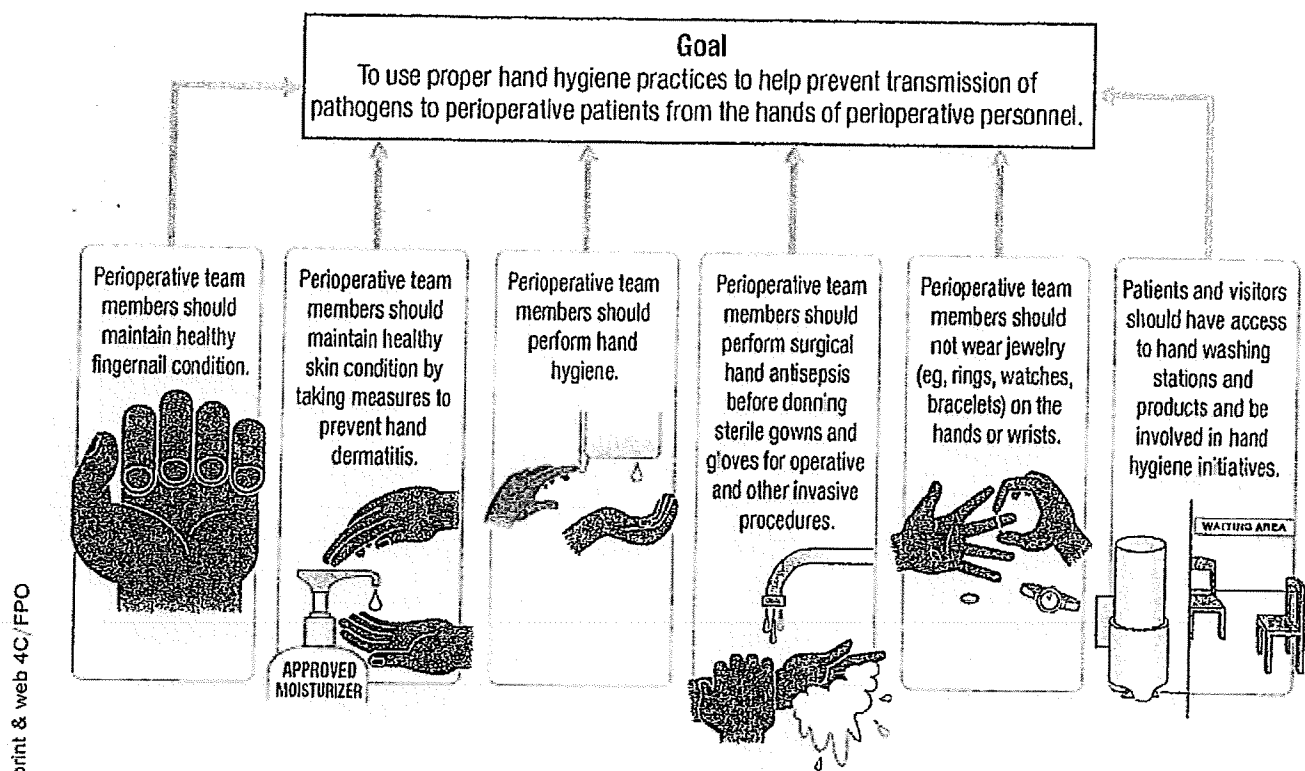 Goal
To use proper hand hygiene practices to help prevent transmission of
pathogens to perioperative patients from the hands of perioperative personnel.
Perioperative team
members should
maintain healthy
fingernail condition.
Perioperative team
members should
maintain healthy
skin condition by
taking measures to
prevent hand
dermatitis.
APPROVED
MOISTURIZER
Perioperative team
members should
perform hand
hygiene.
Perioperative team
members should
perform surgical
hand antisepsis
before donning
sterile gowns and
gloves for operative
and other invasive
procedures.
Perioperative team
members should
not wear jewelry
(eg, rings, watches,
bracelets) on the
hands or wrists.
Patients and visitors
should have access
to hand washing
stations and
products and be
involved in hand
hygiene initiatives.
WAITING AREA
print & web 4C/FPO